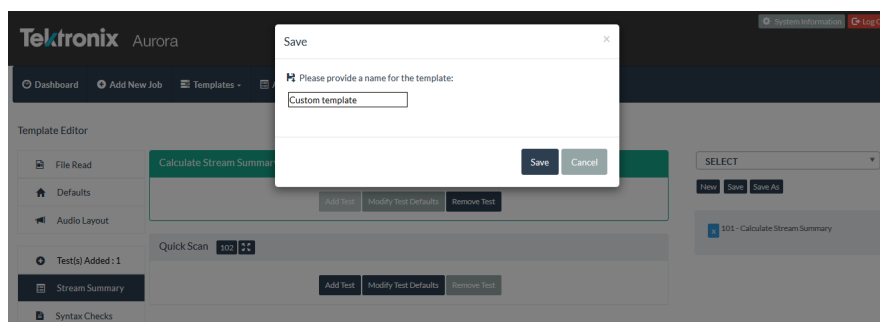 System Information
Log O
Tektronix Aurora
Save
×
Dashboard
Add New Job
Templates
Please provide a name for the template:
Custom template
Save
Cancel
Template Editor
File Read
Defaults
Audio Layout
Test(s) Added : 1
Stream Summary
Syntax Checks
Calculate Stream Summar
Add Test
Modify Test Defaults
Remove Test
Quick Scan 102
Add Test
Modify Test Defaults
Remove Test
SELECT
New
Save
Save As
x 101 - Calculate Stream Summary